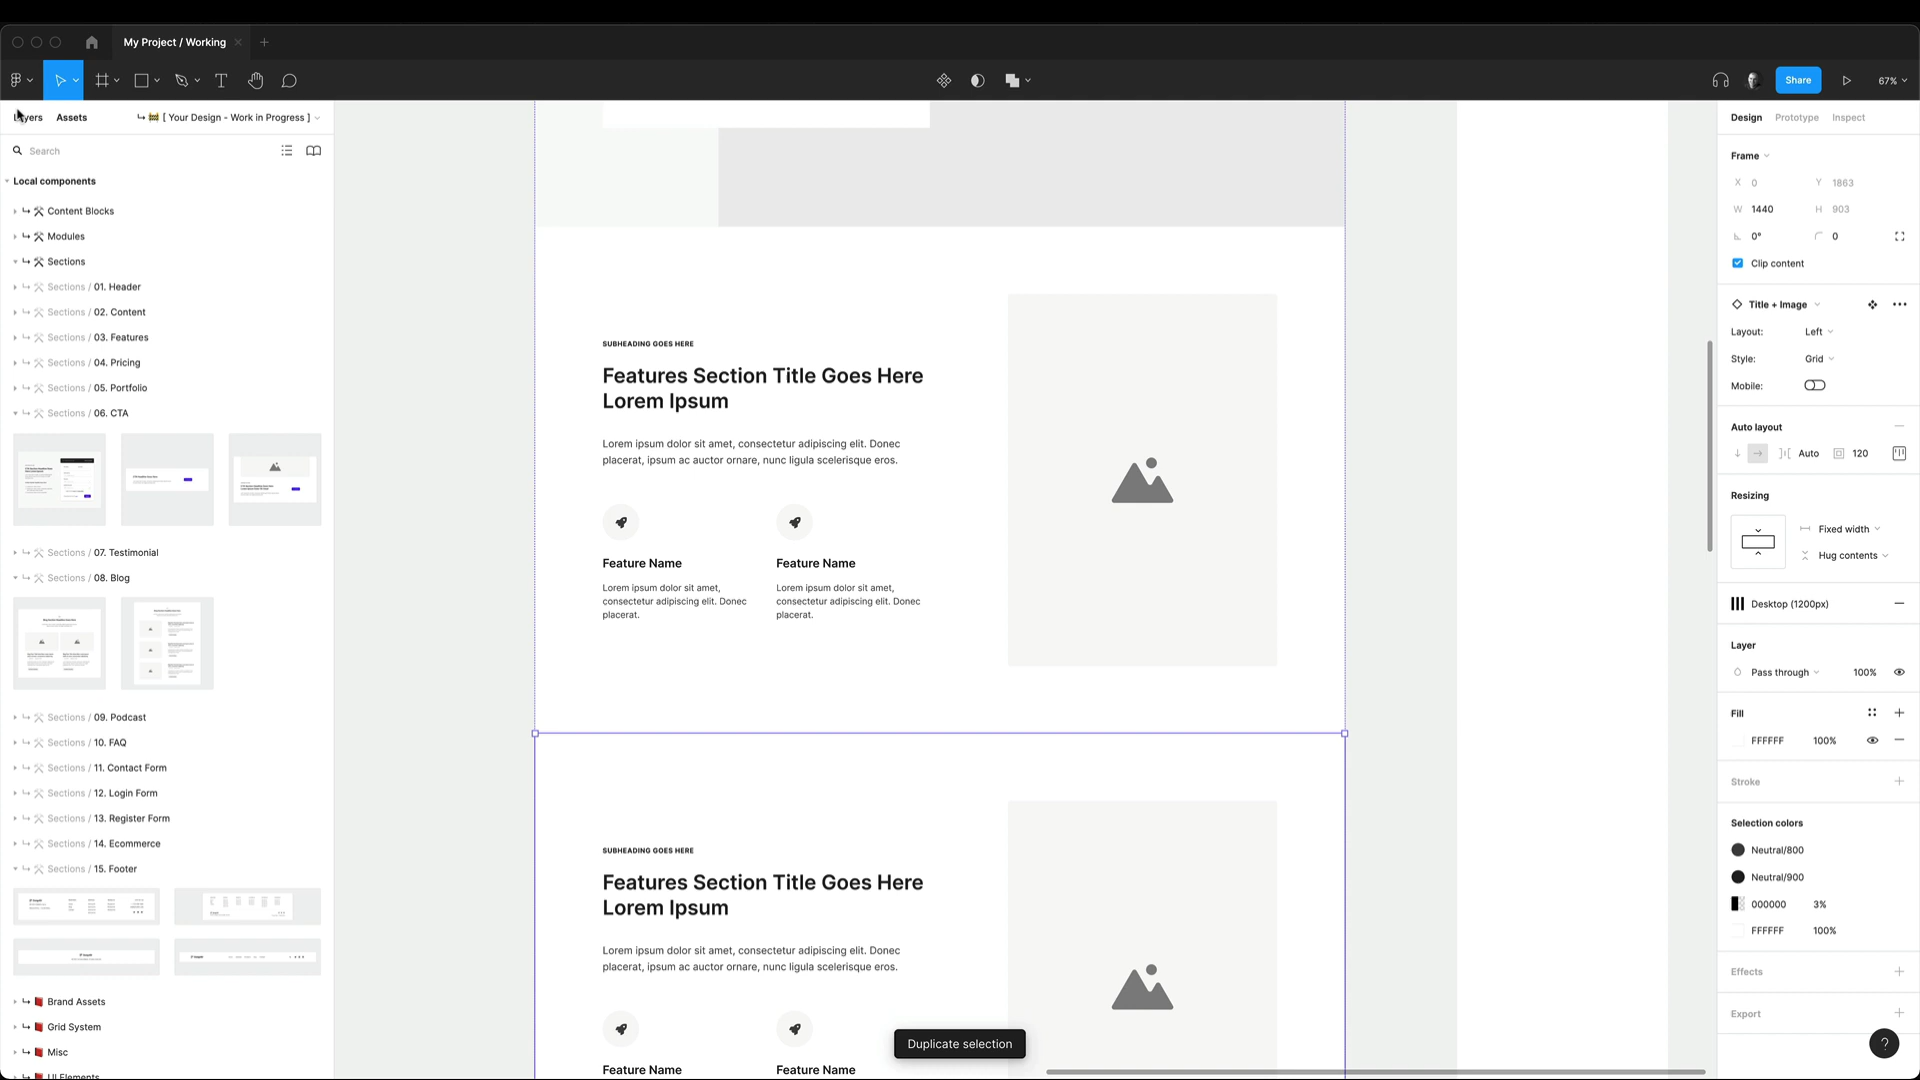 My Project / Working
Share
67%
Layers
Assets
[ Your Design - Work in Progress ]
Search
Local components
Content Blocks
Modules
Sections
Sections / 01. Header
Sections / 02. Content
Sections / 03. Features
Sections / 04. Pricing
Sections / 05. Portfolio
Sections / 06. CTA
Sections / 07. Testimonial
Sections / 08. Blog
Sections / 09. Podcast
Sections / 10. FAQ
Sections / 11. Contact Form
Sections / 12. Login Form
Sections / 13. Register Form
Sections / 14. Ecommerce
Sections / 15. Footer
Brand Assets
Grid System
Misc
UI Elements
SUBHEADING GOES HERE
Features Section Title Goes Here
Lorem Ipsum
Lorem ipsum dolor sit amet, consectetur adipiscing elit. Donec
placerat, ipsum ac auctor ornare, nunc ligula scelerisque eros.
Feature Name
Lorem ipsum dolor sit amet,
consectetur adipiscing elit. Donec
placerat.
Feature Name
Lorem ipsum dolor sit amet,
consectetur adipiscing elit. Donec
placerat.
SUBHEADING GOES HERE
Features Section Title Goes Here
Lorem Ipsum
Lorem ipsum dolor sit amet, consectetur adipiscing elit. Donec
placerat, ipsum ac auctor ornare, nunc ligula scelerisque eros.
Feature Name
Feature Name
Duplicate selection
Design Prototype Inspect
Frame
X 0 Y 1863
W 1440 H 903
0° 0
Clip content
Title + Image
Layout: Left
Style: Grid
Mobile:
Auto layout
Auto 120
Resizing
Fixed width
Hug contents
Desktop (1200px)
Layer
Pass through 100%
Fill
FFFFFF 100%
Stroke
Selection colors
Neutral/800
Neutral/900
000000 3%
FFFFFF 100%
Effects
Export
?